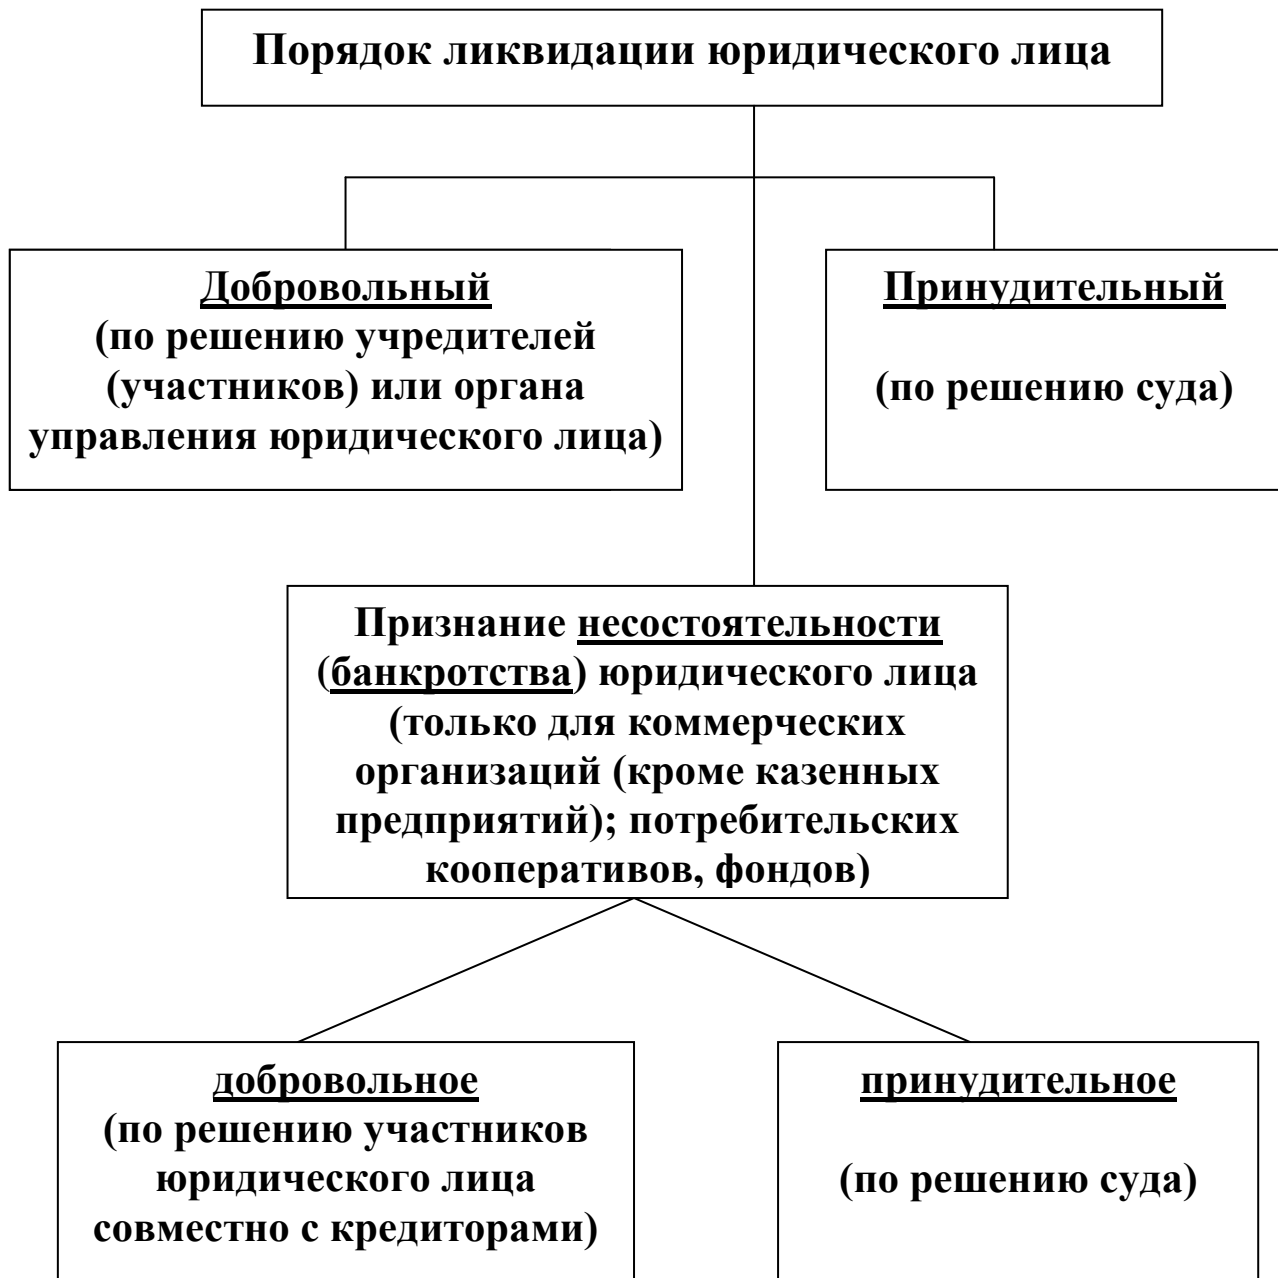 Порядок ликвидации юридического лица
Добровольный
(по решению учредителей
(участников) или органа
управления юридического лица)
Принудительный
(по решению суда)
Признание несостоятельности
(банкротства) юридического лица
(только для коммерческих
организаций (кроме казенных
предприятий); потребительских
кооперативов, фондов)
добровольное
(по решению участников
юридического лица
совместно с кредиторами)
принудительное
(по решению суда)